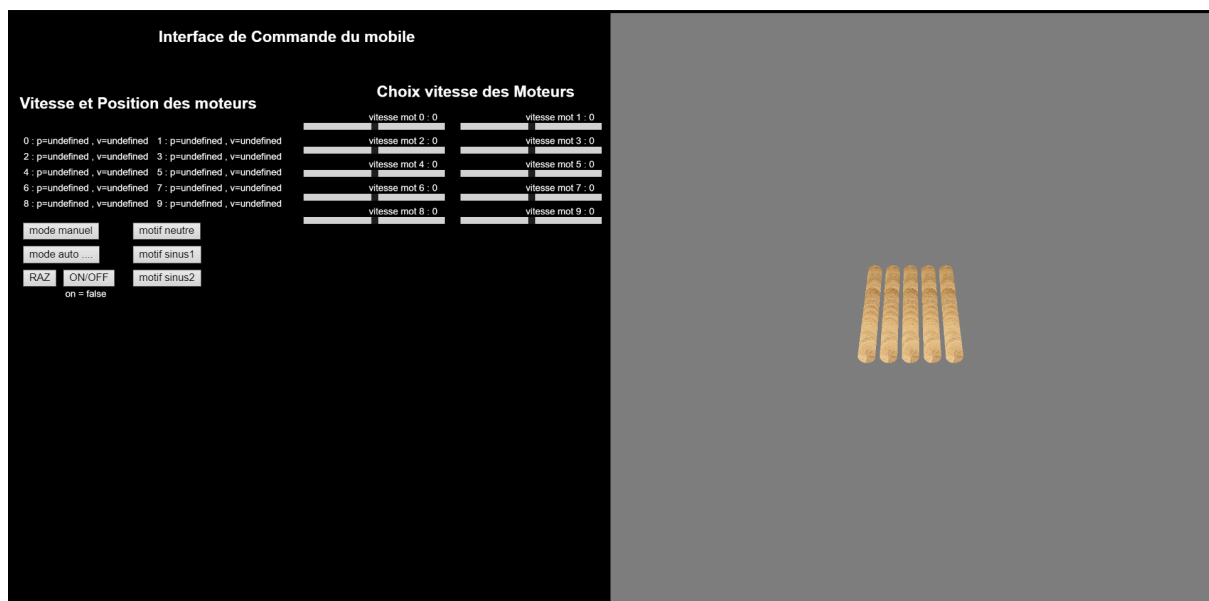 Interface de Commande du mobile
Vitesse et Position des moteurs
0 : p=undefined , v=undefined 1 : p=undefined , v=undefined
2 : p=undefined , v=undefined 3 : p=undefined , v=undefined
4 : p=undefined , v=undefined 5 : p=undefined , v=undefined
6 : p=undefined , v=undefined 7 : p=undefined , v=undefined
8 : p=undefined , v=undefined 9 : p=undefined , v=undefined
mode manuel motif neutre
mode auto .... motif sinus1
RAZ ON/OFF motif sinus2
on = false
Choix vitesse des Moteurs
vitesse mot 0 : 0 vitesse mot 1 : 0
vitesse mot 2 : 0 vitesse mot 3 : 0
vitesse mot 4 : 0 vitesse mot 5 : 0
vitesse mot 6 : 0 vitesse mot 7 : 0
vitesse mot 8 : 0 vitesse mot 9 : 0